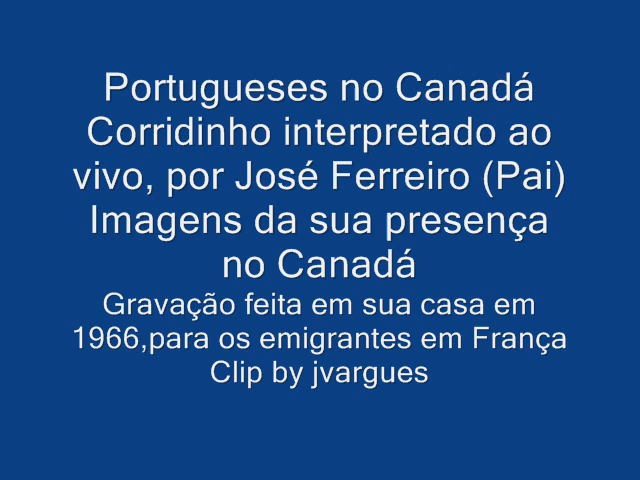 Portugueses no Canadá
Corridinho interpretado ao
vivo, por José Ferreiro (Pai)
Imagens da sua presença
no Canadá
Gravação feita em sua casa em
1966,para os emigrantes em França
Clip by jvargues